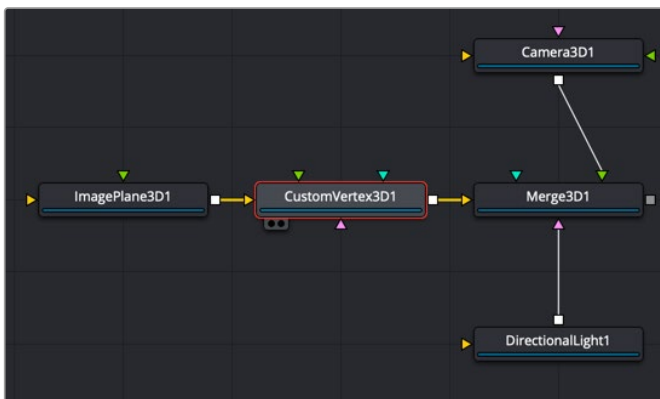 Camera3D1
ImagePlane3D1
CustomVertex3D1
Merge3D1
DirectionalLight1